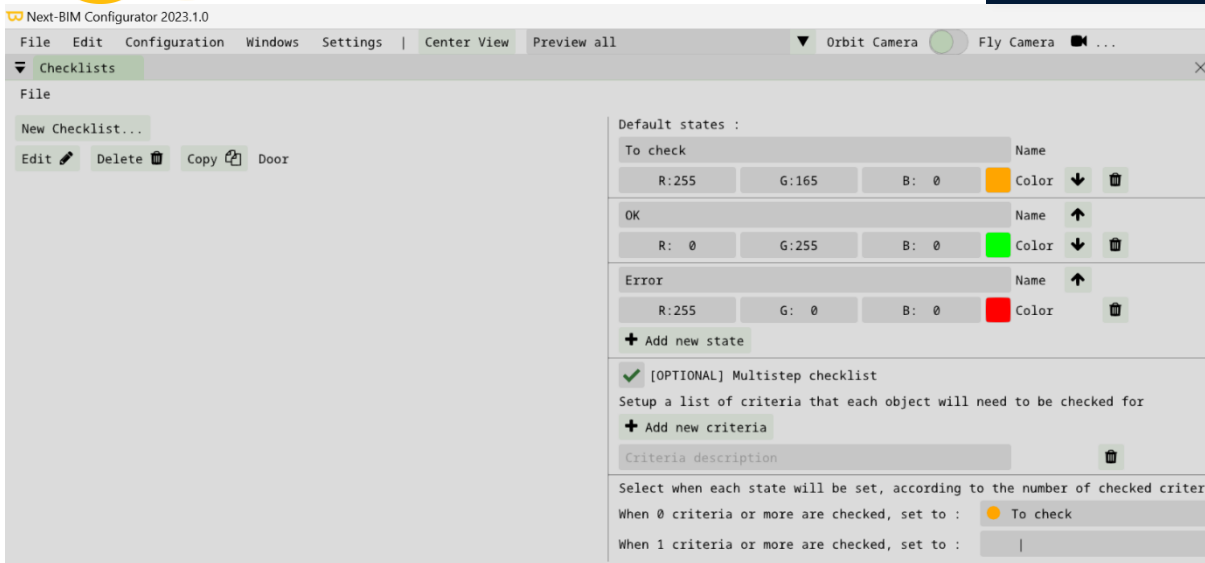 Next-BIM Configurator 2023.1.0
File Edit Configuration Windows Settings | Center View Preview all Orbit Camera Fly Camera ...
Checklists
File
New Checklist...
Edit Delete Copy Door
Default states :
To check Name
R:255 G:165 B: 0 Color
OK Name
R: 0 G:255 B: 0 Color
Error Name
R:255 G: 0 B: 0 Color
+ Add new state
[OPTIONAL] Multistep checklist
Setup a list of criteria that each object will need to be checked for
+ Add new criteria
Criteria description
Select when each state will be set, according to the number of checked criter
When 0 criteria or more are checked, set to : To check
When 1 criteria or more are checked, set to : |